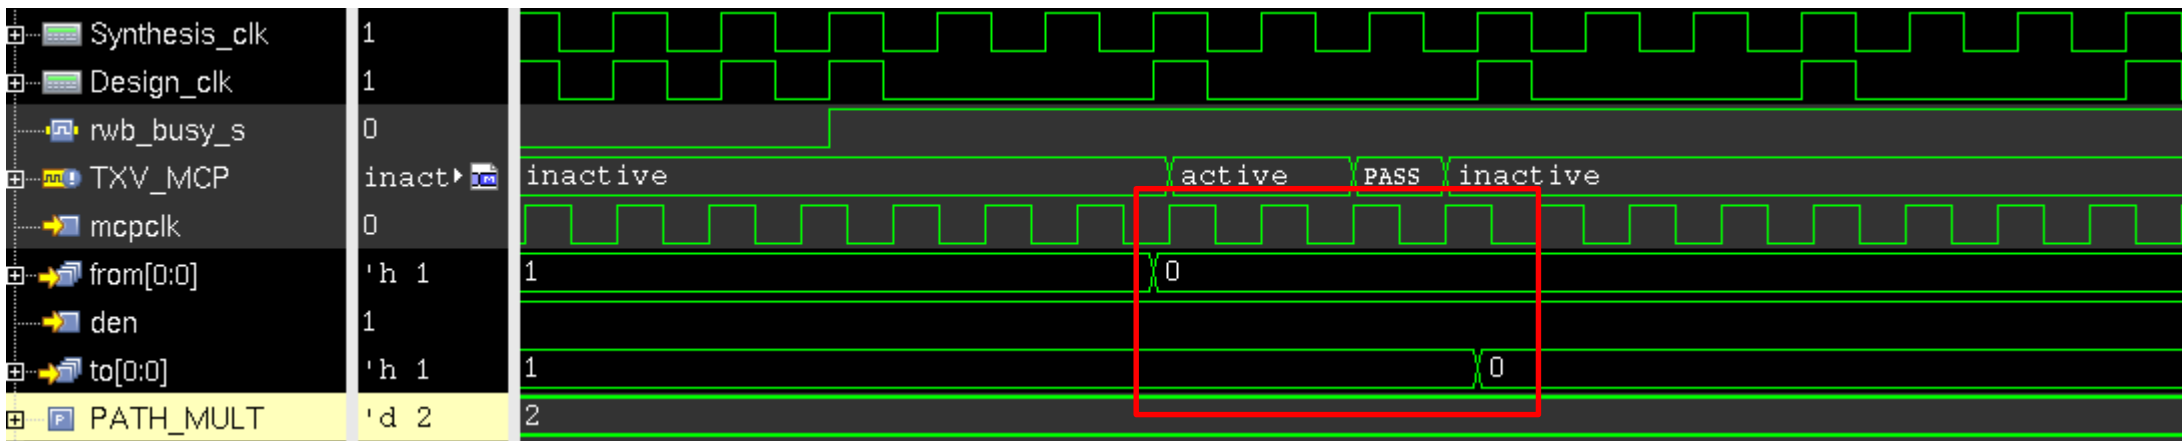 Synthesis_clk 1
Design_clk 1
rwb_busy_s 0
TXV_MCP inact inactive active PASS inactive
mcpclk 0
from[0:0] 'h 1 1 0
den 1
to[0:0] 'h 1 1 0
P PATH_MULT 'd 2 2